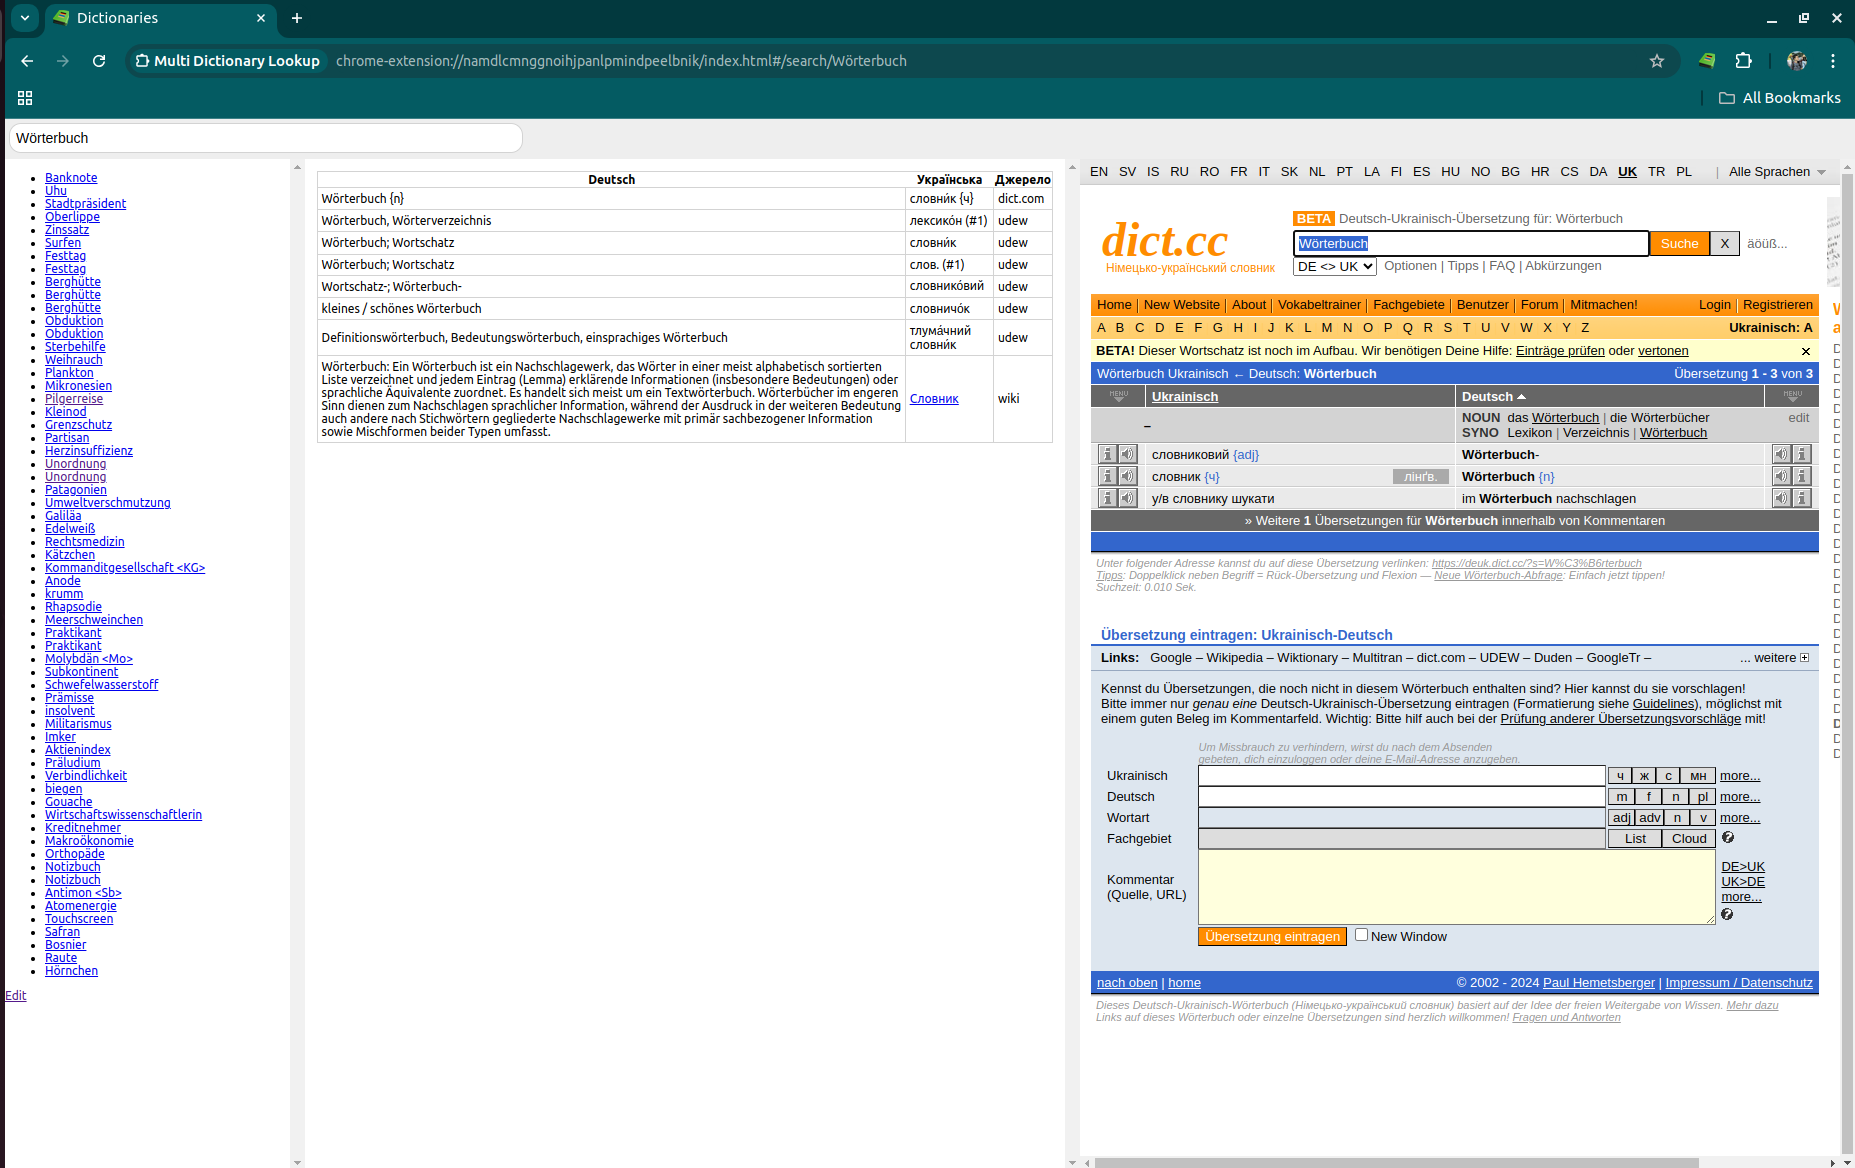 Dictionaries
Multi Dictionary Lookup
chrome-extension://namdlcmnggnoihjpanlpmindpeelbnik/index.html#/search/Wörterbuch
All Bookmarks
Wörterbuch
Banknote
Uhu
Stadtpräsident
Oberlippe
Zinssatz
Surfen
Festtag
Festtag
Berghütte
Berghütte
Berghütte
Obduktion
Obduktion
Sterbehilfe
Weihrauch
Plankton
Mikronesien
Pilgerreise
Kleinod
Grenzschutz
Partisan
Herzinsuffizienz
Unordnung
Unordnung
Patagonien
Umweltverschmutzung
Galiläa
Edelweiß
Rechtsmedizin
Kätzchen
Kommanditgesellschaft <KG>
Anode
krumm
Rhapsodie
Meerschweinchen
Praktikant
Praktikant
Molybdän <Mo>
Subkontinent
Schwefelwasserstoff
Prämisse
insolvent
Militarismus
Imker
Aktienindex
Präludium
Verbindlichkeit
biegen
Gouache
Wirtschaftswissenschaftlerin
Kreditnehmer
Makroökonomie
Orthopäde
Notizbuch
Notizbuch
Antimon <Sb>
Atomenergie
Touchscreen
Safran
Bosnier
Raute
Hörnchen
Edit
Deutsch Українська Джерело
Wörterbuch {n} словни́к {ч} dict.com
Wörterbuch, Wörterverzeichnis лексико́н (#1) udew
Wörterbuch; Wortschatz словни́к udew
Wörterbuch; Wortschatz слов. (#1) udew
Wortschatz-; Wörterbuch- словнико́вий udew
kleines / schönes Wörterbuch словничо́к udew
Definitionswörterbuch, Bedeutungswörterbuch, einsprachiges Wörterbuch тлума́чний словни́к udew
Wörterbuch: Ein Wörterbuch ist ein Nachschlagewerk, das Wörter in einer meist alphabetisch sortierten
Liste verzeichnet und jedem Eintrag (Lemma) erklärende Informationen (insbesondere Bedeutungen) oder
sprachliche Äquivalente zuordnet. Es handelt sich meist um ein Textwörterbuch. Wörterbücher im engeren
Sinn dienen zum Nachschlagen sprachlicher Information, während der Ausdruck in der weiteren Bedeutung
auch andere nach Stichwörtern gegliederte Nachschlagewerke mit primär sachbezogener Information
sowie Mischformen beider Typen umfasst.
Словник wiki
EN SV IS RU RO FR IT SK NL PT LA FI ES HU NO BG HR CS DA UK TR PL | Alle Sprachen
dict.cc
Німецько-український словник
BETA Deutsch-Ukrainisch-Übersetzung für: Wörterbuch
Wörterbuch Suche X äöüß...
DE <> UK Optionen | Tipps | FAQ | Abkürzungen
Home | New Website | About | Vokabeltrainer | Fachgebiete | Benutzer | Forum | Mitmachen! Login | Registrieren
A B C D E F G H I J K L M N O P Q R S T U V W X Y Z Ukrainisch: A
BETA! Dieser Wortschatz ist noch im Aufbau. Wir benötigen Deine Hilfe: Einträge prüfen oder vertonen ×
Wörterbuch Ukrainisch ← Deutsch: Wörterbuch Übersetzung 1 - 3 von 3
MENU Ukrainisch Deutsch MENU
– NOUN das Wörterbuch | die Wörterbücher edit
SYNO Lexikon | Verzeichnis | Wörterbuch
словниковий {adj} Wörterbuch-
словник {ч} лінґв. Wörterbuch {n}
у/в словнику шукати im Wörterbuch nachschlagen
» Weitere 1 Übersetzungen für Wörterbuch innerhalb von Kommentaren
Unter folgender Adresse kannst du auf diese Übersetzung verlinken: https://deuk.dict.cc/?s=W%C3%B6rterbuch
Tipps: Doppelklick neben Begriff = Rück-Übersetzung und Flexion — Neue Wörterbuch-Abfrage: Einfach jetzt tippen!
Suchzeit: 0.010 Sek.
Übersetzung eintragen: Ukrainisch-Deutsch
Links: Google – Wikipedia – Wiktionary – Multitran – dict.com – UDEW – Duden – GoogleTr – ... weitere
Kennst du Übersetzungen, die noch nicht in diesem Wörterbuch enthalten sind? Hier kannst du sie vorschlagen!
Bitte immer nur genau eine Deutsch-Ukrainisch-Übersetzung eintragen (Formatierung siehe Guidelines), möglichst mit
einem guten Beleg im Kommentarfeld. Wichtig: Bitte hilf auch bei der Prüfung anderer Übersetzungsvorschläge mit!
Um Missbrauch zu verhindern, wirst du nach dem Absenden
gebeten, dich einzuloggen oder deine E-Mail-Adresse anzugeben.
Ukrainisch ч ж с мн more...
Deutsch m f n pl more...
Wortart adj adv n v more...
Fachgebiet List Cloud
Kommentar
(Quelle, URL)
DE>UK
UK>DE
more...
Übersetzung eintragen New Window
nach oben | home © 2002 - 2024 Paul Hemetsberger | Impressum / Datenschutz
Dieses Deutsch-Ukrainisch-Wörterbuch (Німецько-український словник) basiert auf der Idee der freien Weitergabe von Wissen. Mehr dazu
Links auf dieses Wörterbuch oder einzelne Übersetzungen sind herzlich willkommen! Fragen und Antworten